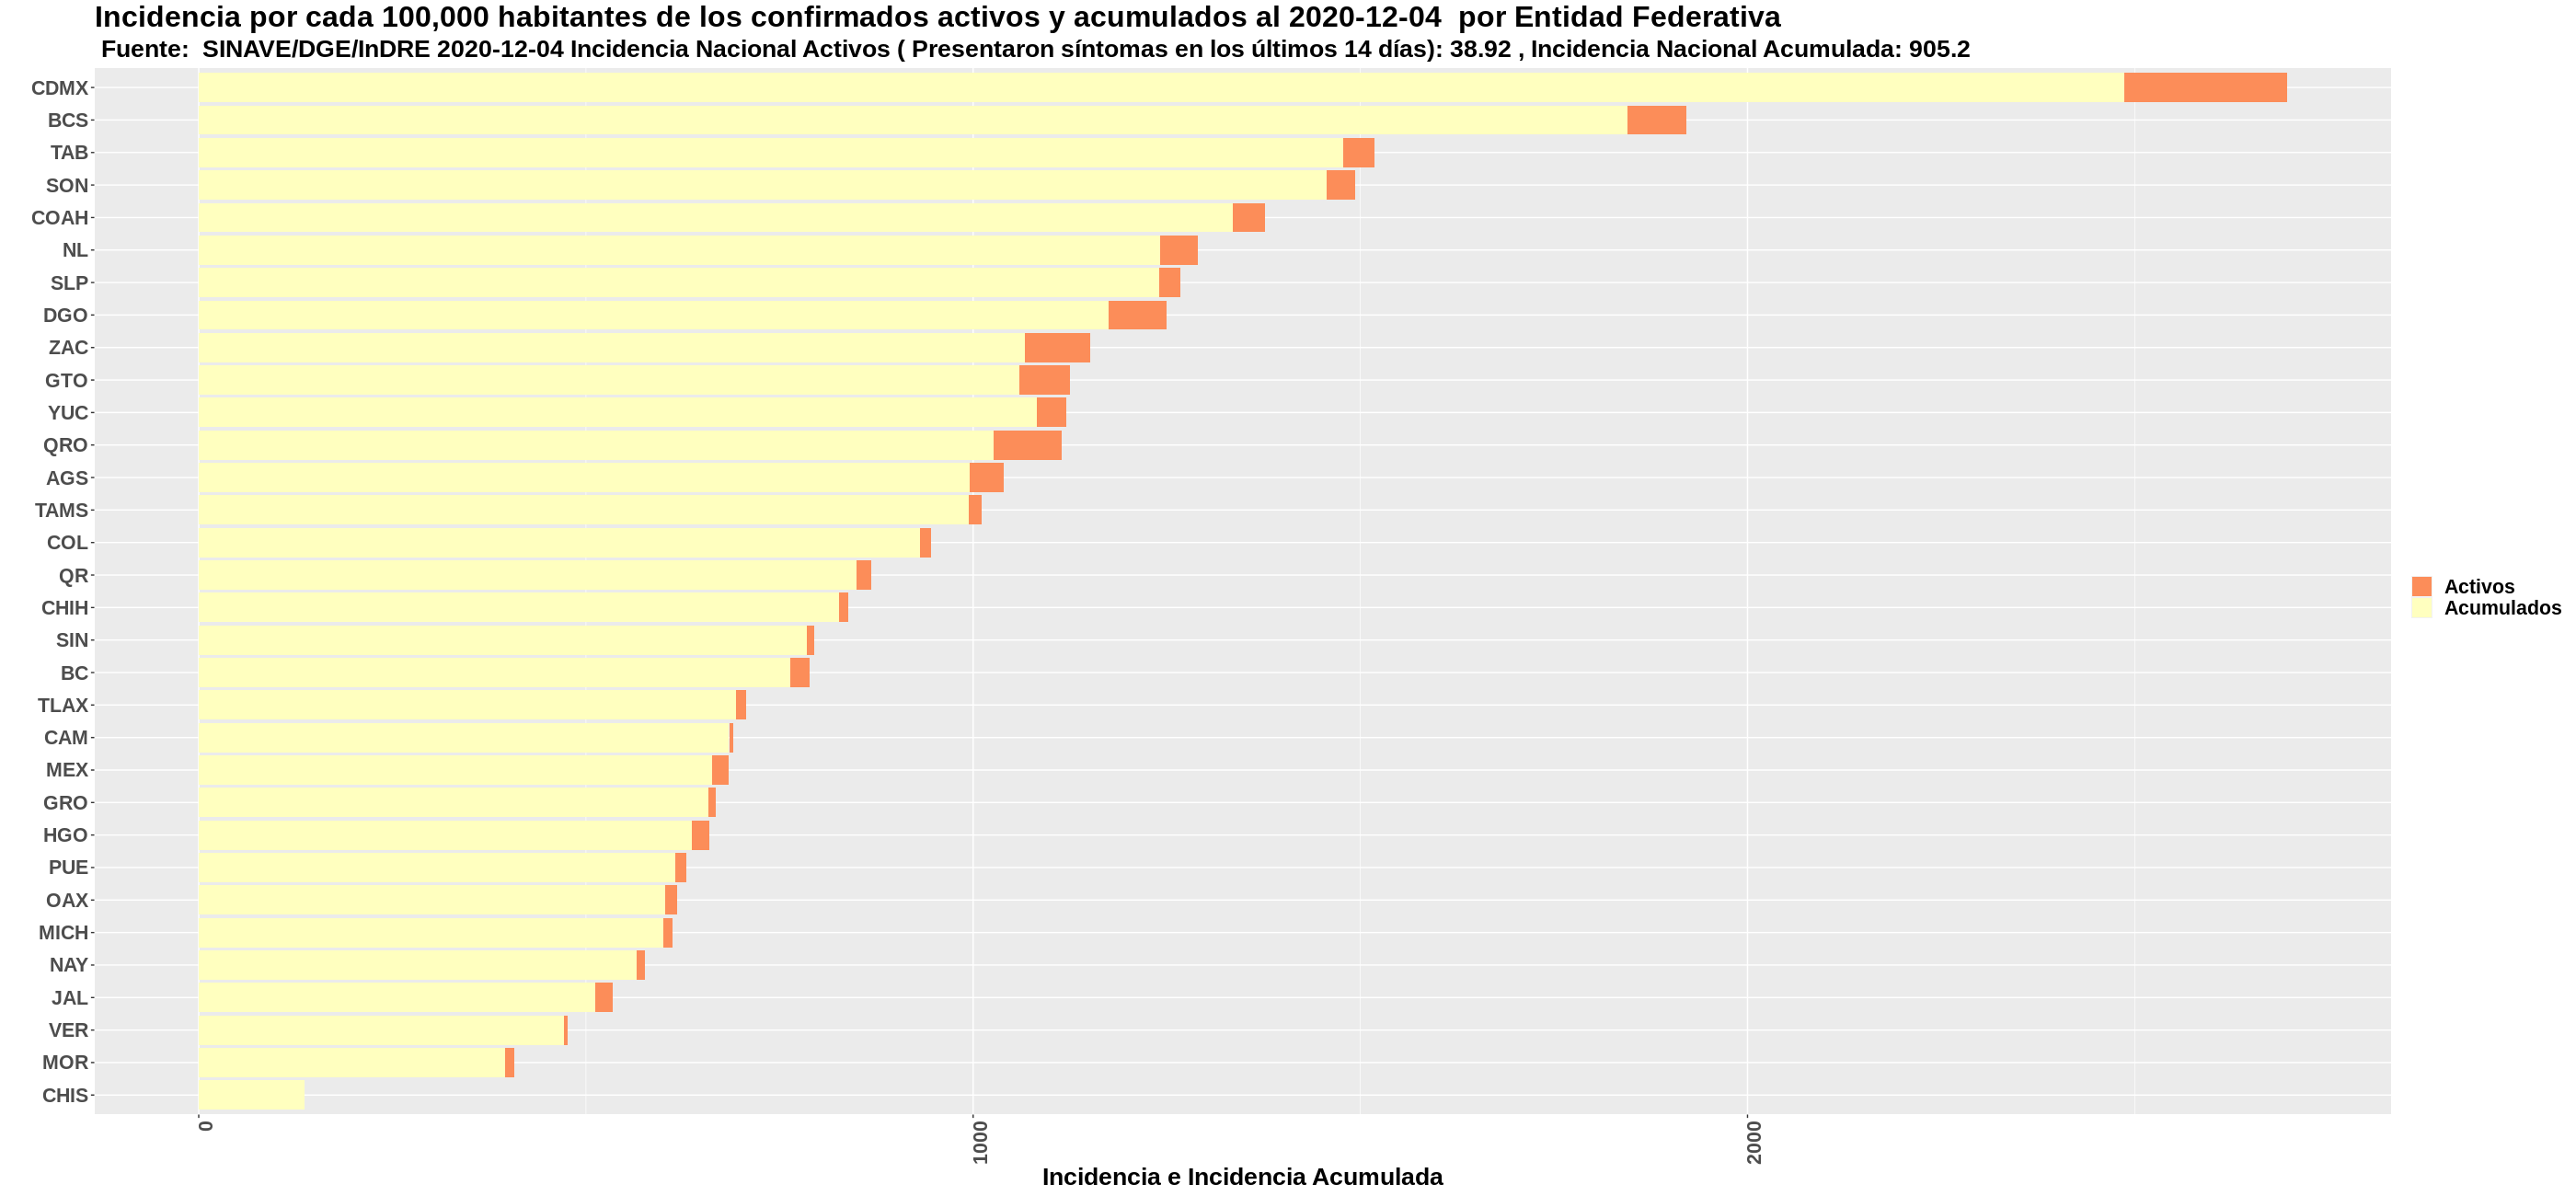 Incidencia por cada 100,000 habitantes de los confirmados activos y acumulados al 2020-12-04  por Entidad Federativa
Fuente:  SINAVE/DGE/InDRE 2020-12-04 Incidencia Nacional Activos ( Presentaron síntomas en los últimos 14 días): 38.92 , Incidencia Nacional Acumulada: 905.2
CDMX
BCS
TAB
SON
COAH
NL
SLP
DGO
ZAC
GTO
YUC
QRO
AGS
TAMS
COL
QR
CHIH
SIN
BC
TLAX
CAM
MEX
GRO
HGO
PUE
OAX
MICH
NAY
JAL
VER
MOR
CHIS
0
1000
2000
Incidencia e Incidencia Acumulada
Activos
Acumulados